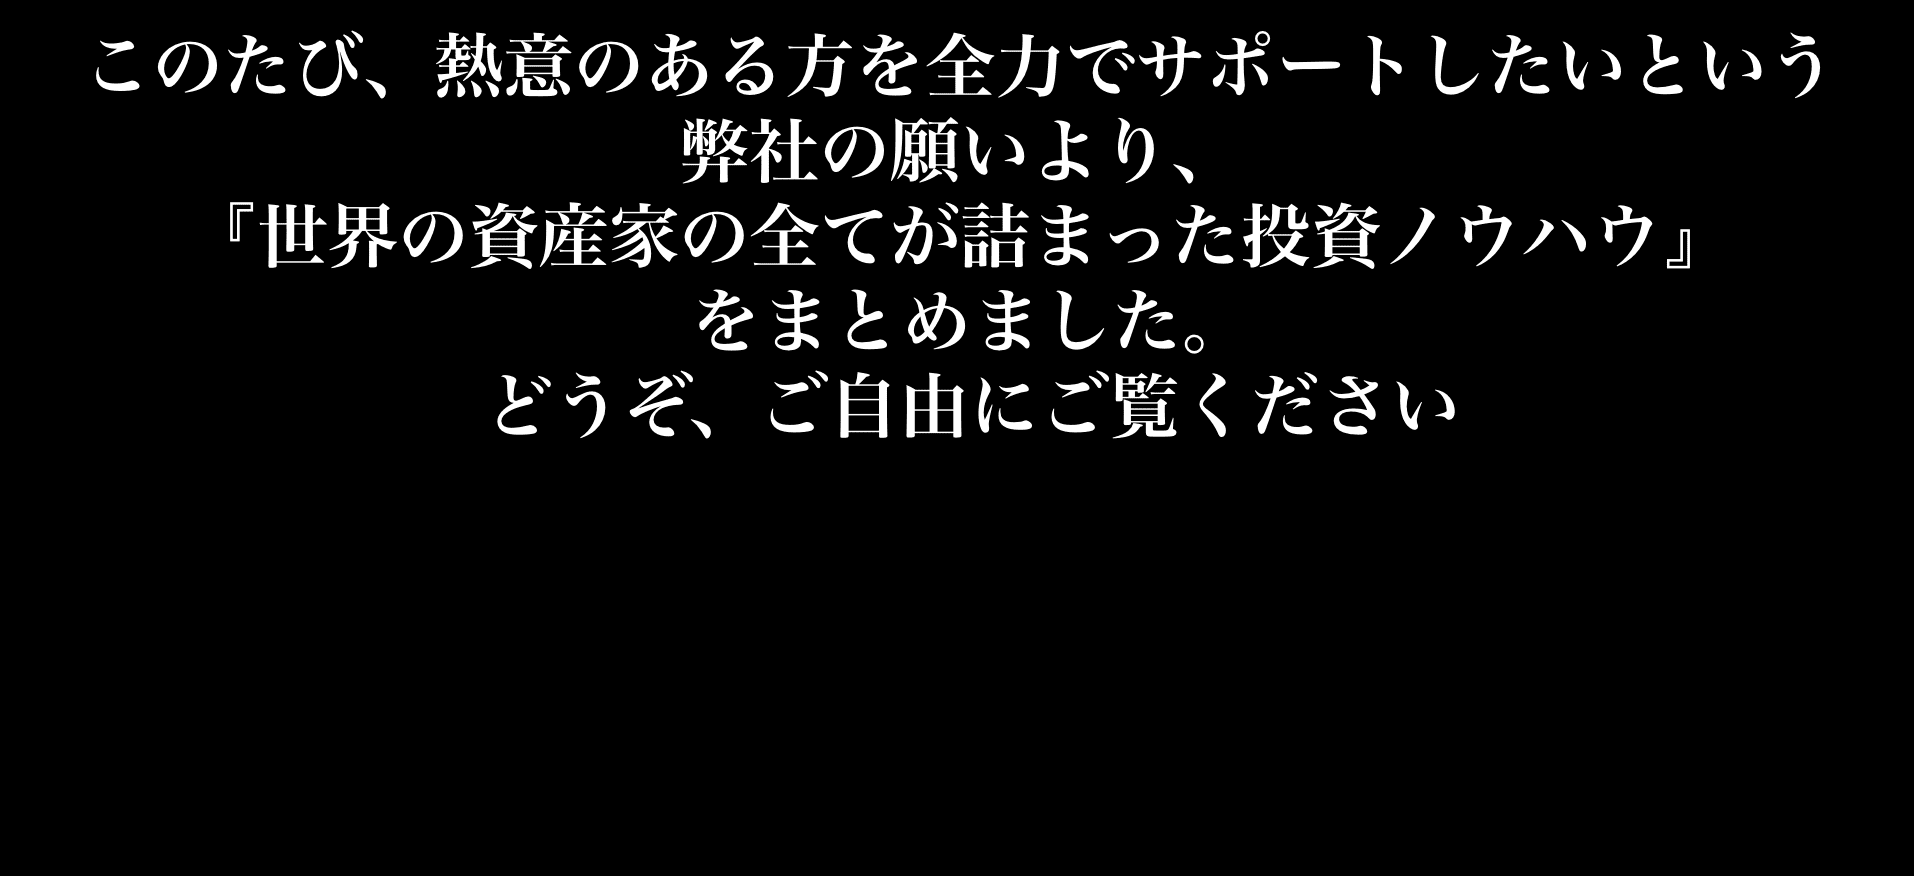 このたび、熱意のある方を全力でサポートしたいという
弊社の願いより、
『世界の資産家の全てが詰まった投資ノウハウ』
をまとめました。
どうぞ、ご自由にご覧ください